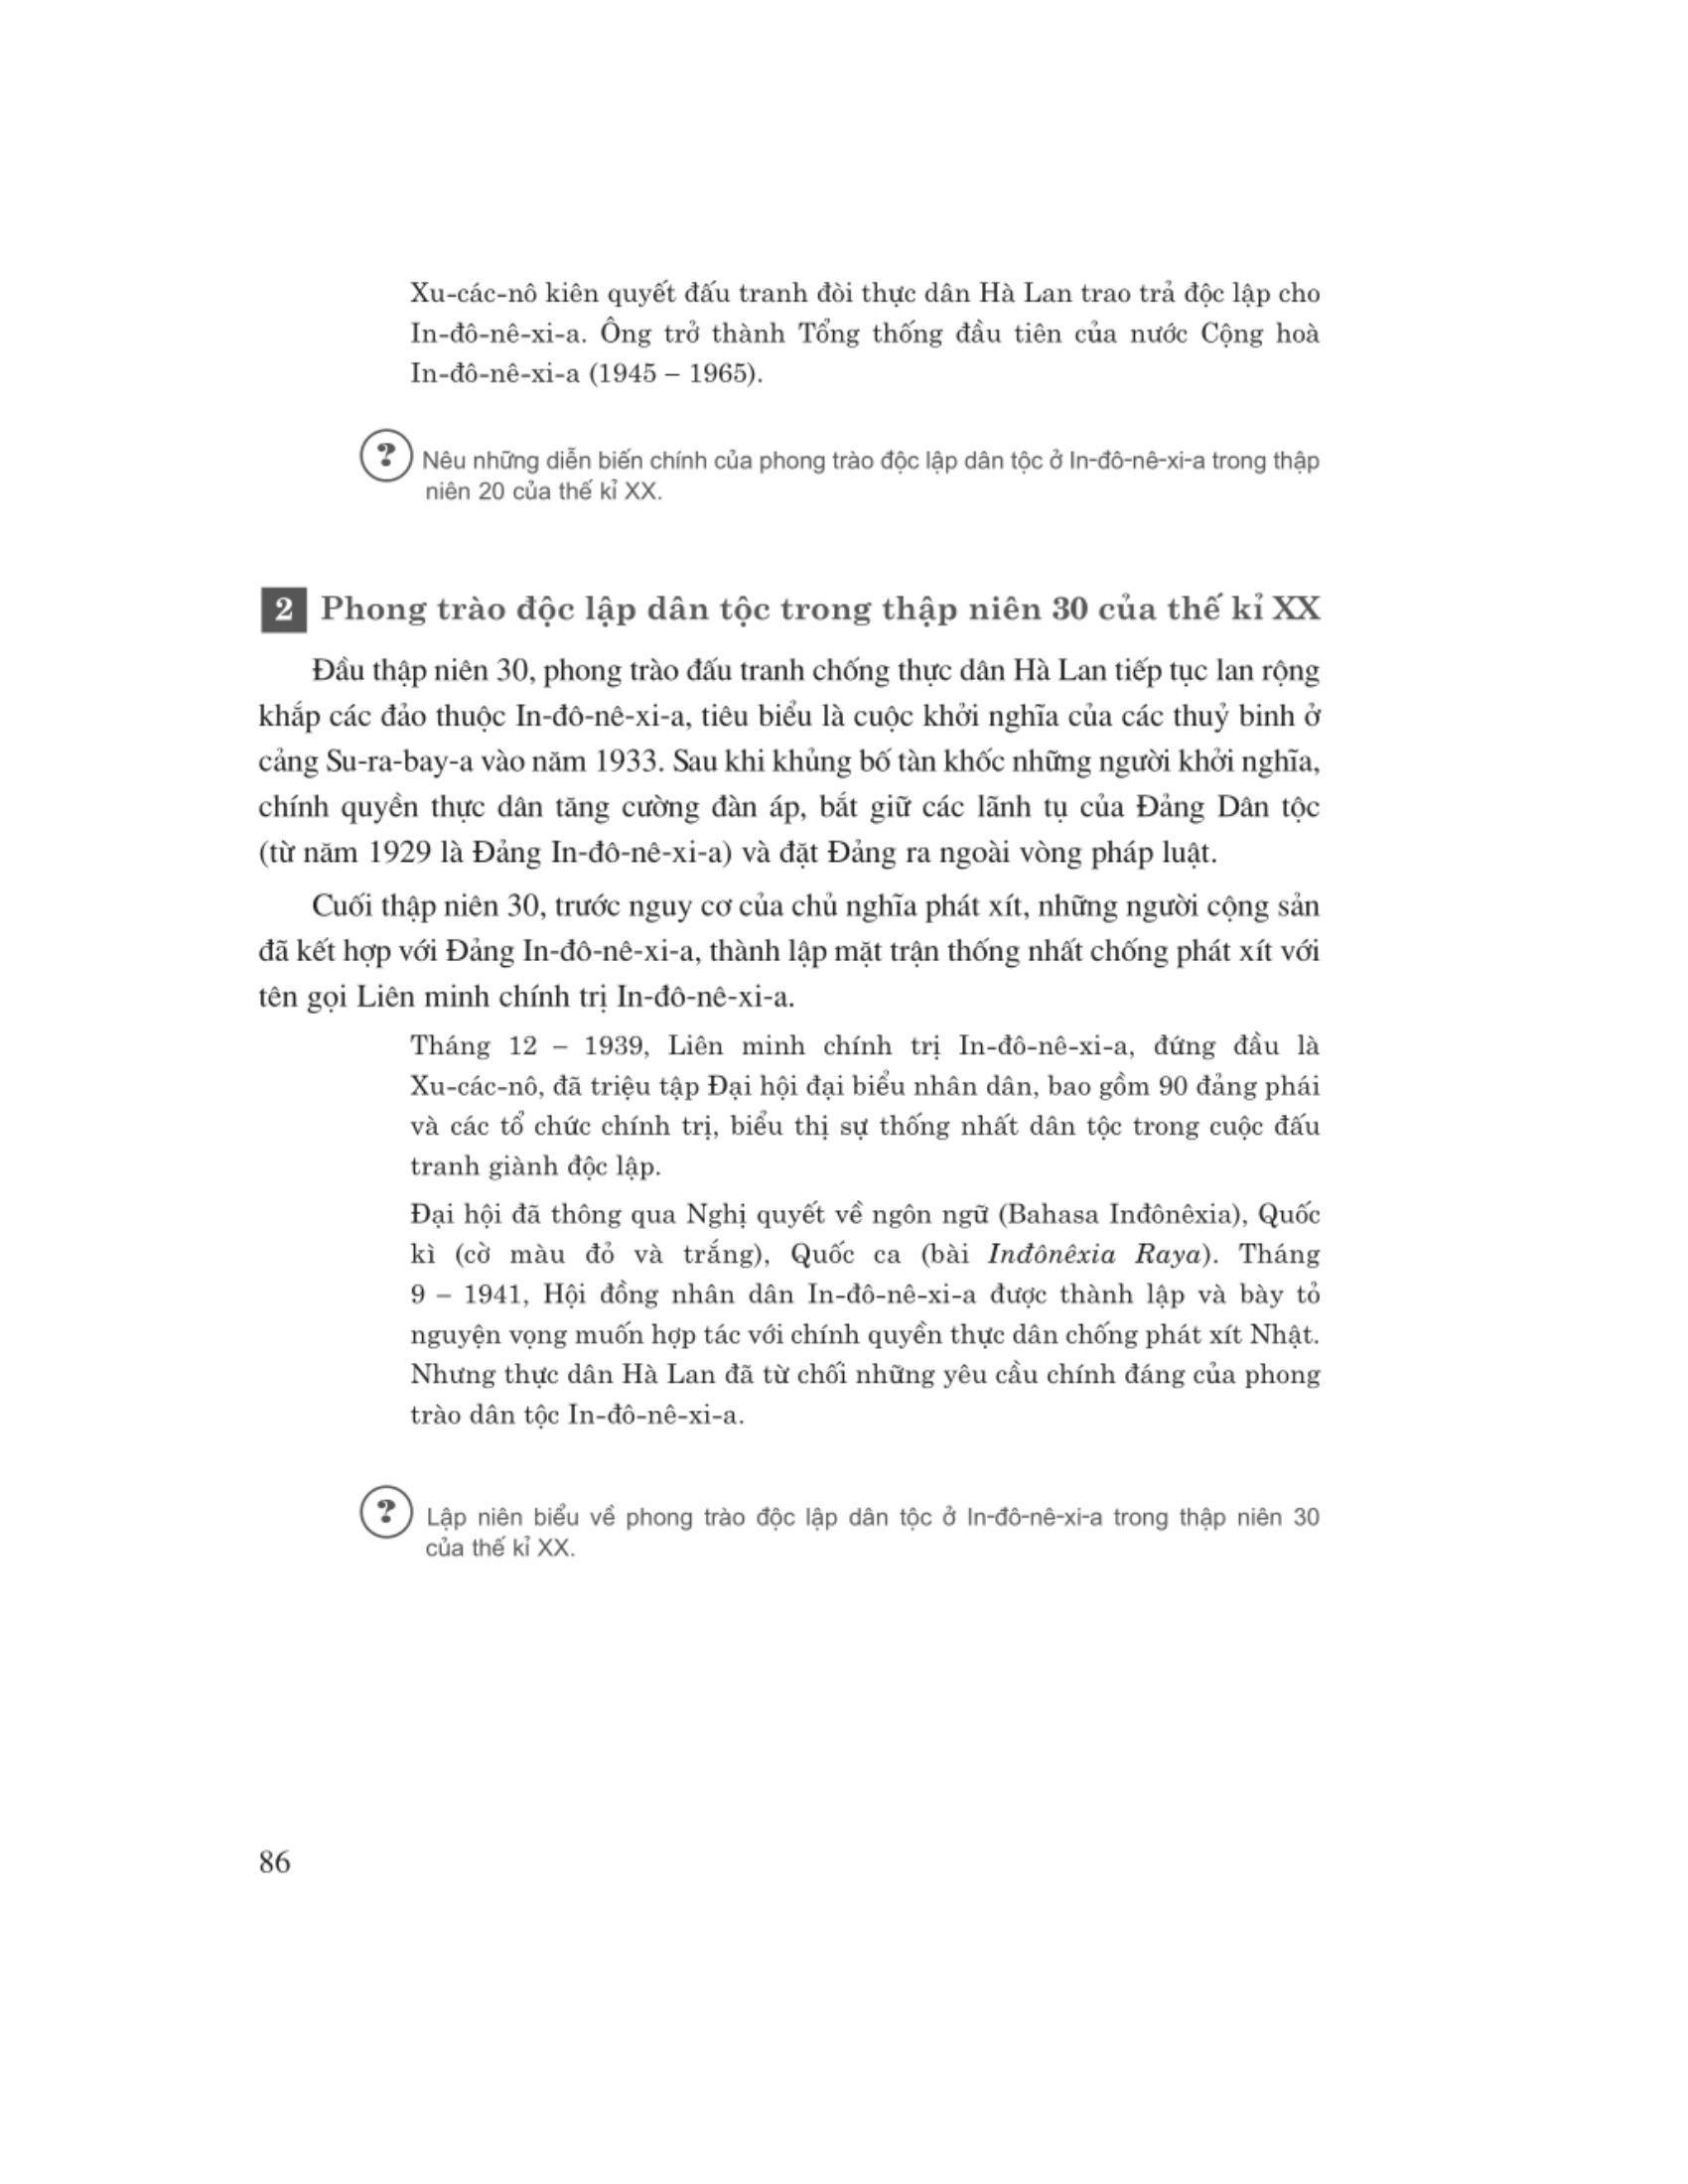 Xu-các-nô kiên quyết đấu tranh đòi thực dân Hà Lan trao trả độc lập cho
In-đô-nê-xi-a. Ông trở thành Tổng thống đầu tiên của nước Cộng hoà
In-đô-nê-xi-a (1945 – 1965).
? Nêu những diễn biến chính của phong trào độc lập dân tộc ở In-đô-nê-xi-a trong thập
niên 20 của thế kỉ XX.
2 Phong trào độc lập dân tộc trong thập niên 30 của thế kỉ XX
Đầu thập niên 30, phong trào đấu tranh chống thực dân Hà Lan tiếp tục lan rộng
khắp các đảo thuộc In-đô-nê-xi-a, tiêu biểu là cuộc khởi nghĩa của các thuỷ binh ở
cảng Su-ra-bay-a vào năm 1933. Sau khi khủng bố tàn khốc những người khởi nghĩa,
chính quyền thực dân tăng cường đàn áp, bắt giữ các lãnh tụ của Đảng Dân tộc
(từ năm 1929 là Đảng In-đô-nê-xi-a) và đặt Đảng ra ngoài vòng pháp luật.
Cuối thập niên 30, trước nguy cơ của chủ nghĩa phát xít, những người cộng sản
đã kết hợp với Đảng In-đô-nê-xi-a, thành lập mặt trận thống nhất chống phát xít với
tên gọi Liên minh chính trị In-đô-nê-xi-a.
Tháng 12 – 1939, Liên minh chính trị In-đô-nê-xi-a, đứng đầu là
Xu-các-nô, đã triệu tập Đại hội đại biểu nhân dân, bao gồm 90 đảng phái
và các tổ chức chính trị, biểu thị sự thống nhất dân tộc trong cuộc đấu
tranh giành độc lập.
Đại hội đã thông qua Nghị quyết về ngôn ngữ (Bahasa Inđônêxia), Quốc
kì (cờ màu đỏ và trắng), Quốc ca (bài Inđônêxia Raya). Tháng
9 – 1941, Hội đồng nhân dân In-đô-nê-xi-a được thành lập và bày tỏ
nguyện vọng muốn hợp tác với chính quyền thực dân chống phát xít Nhật.
Nhưng thực dân Hà Lan đã từ chối những yêu cầu chính đáng của phong
trào dân tộc In-đô-nê-xi-a.
? Lập niên biểu về phong trào độc lập dân tộc ở In-đô-nê-xi-a trong thập niên 30
của thế kỉ XX.
86